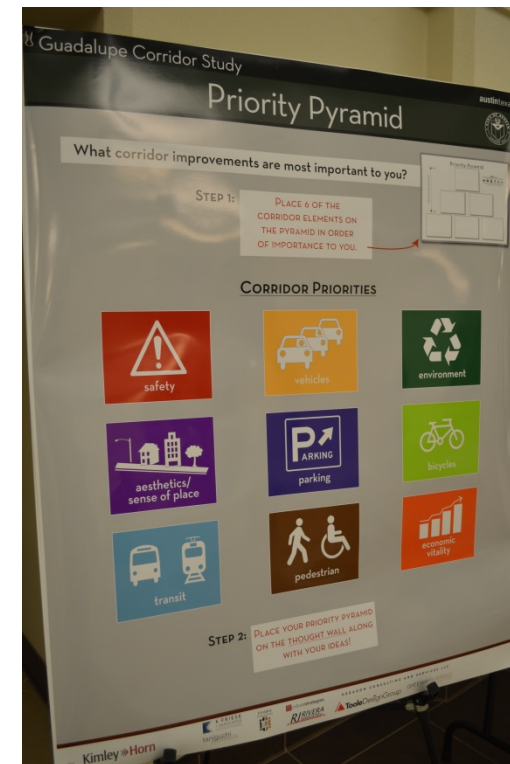 Guadalupe Corridor Study
Priority Pyramid
austintexa
What corridor improvements are most important to you?
Priority Pyramid
STEP 1:
PLACE 6 OF THE
CORRIDOR ELEMENTS ON
THE PYRAMID IN ORDER
OF IMPORTANCE TO YOU.
CORRIDOR PRIORITIES
safety
vehicles
environment
aesthetics/
sense of place
P
ARKING
parking
bicycles
transit
pedestrian
economic
vitality
STEP 2:
PLACE YOUR PRIORITY PYRAMID
ON THE THOUGHT WALL ALONG
WITH YOUR IDEAS!
Kimley Horn
RIVERA
TooleDesignGroup